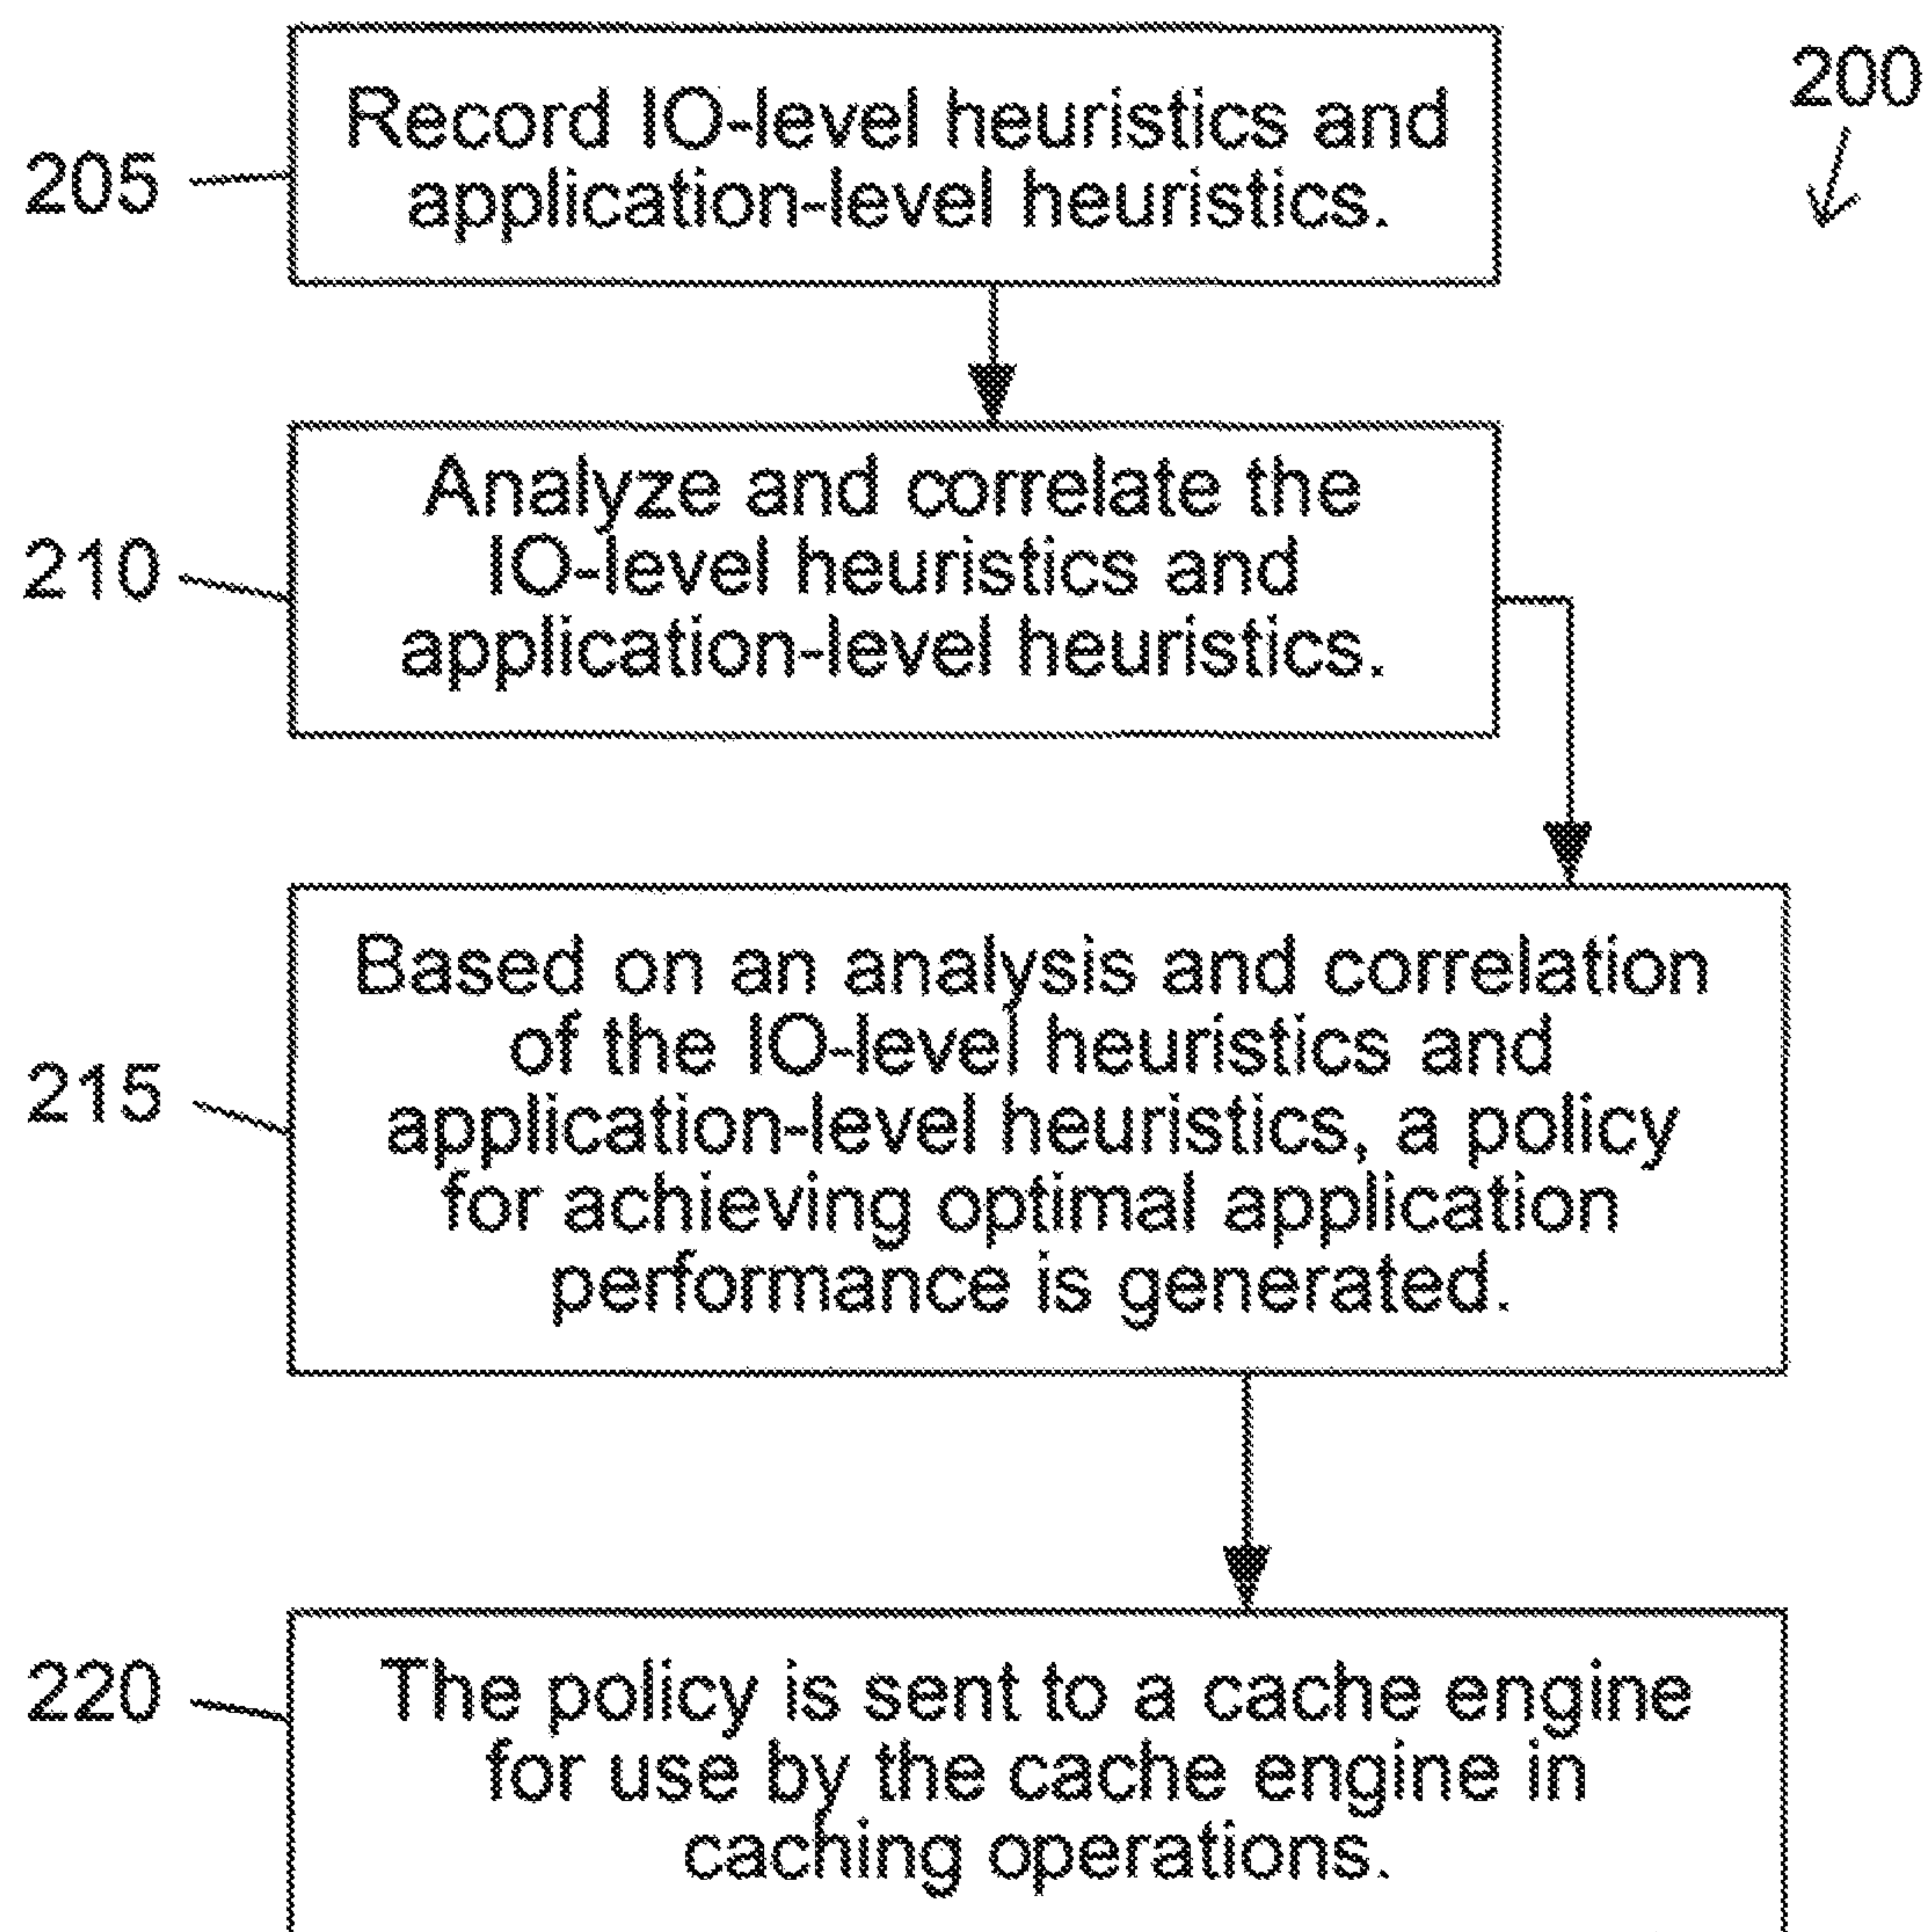 200
205
Record IO-level heuristics and
application-level heuristics.
210
Analyze and correlate the
IO-level heuristics and
application-level heuristics.
215
Based on an analysis and correlation
of the IO-level heuristics and
application-level heuristics, a policy
for achieving optimal application
performance is generated.
220
The policy is sent to a cache engine
for use by the cache engine in
caching operations.